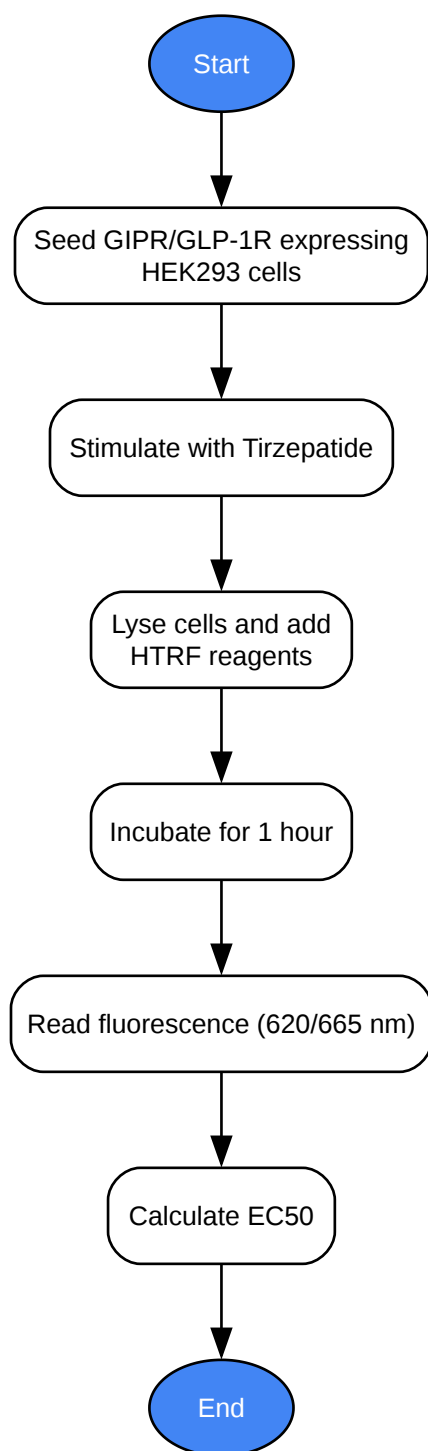 Start
Seed GIPR/GLP-1R expressing
HEK293 cells
Stimulate with Tirzepatide
Lyse cells and add
HTRF reagents
Incubate for 1 hour
Read fluorescence (620/665 nm)
Calculate EC50
End